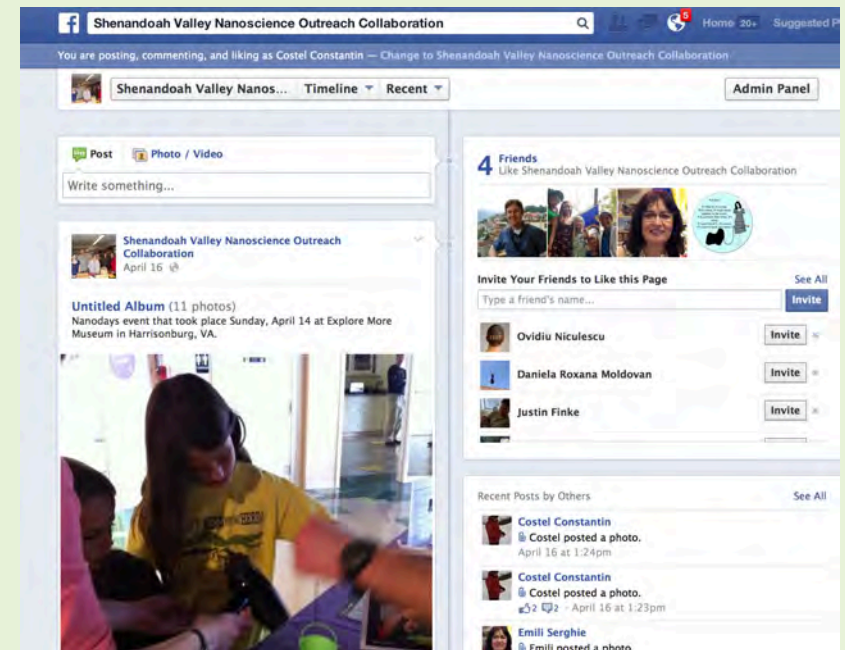 Shenandoah Valley Nanoscience Outreach Collaboration
5
Home 20+ Suggested
You are posting, commenting, and liking as Costel Constantin — Change to Shenandoah Valley Nanoscience Outreach Collaboration
Shenandoah Valley Nanos... Timeline Recent
Admin Panel
Post Photo / Video
Write something...
Shenandoah Valley Nanoscience Outreach
Collaboration
April 16
Untitled Album (11 photos)
Nanodays event that took place Sunday, April 14 at Explore More
Museum in Harrisonburg, VA.
4 Friends
Like Shenandoah Valley Nanoscience Outreach Collaboration
Invite Your Friends to Like this Page See All
Type a friend's name... Invite
Ovidiu Niculescu Invite
Daniela Roxana Moldovan Invite
Justin Finke Invite
Recent Posts by Others See All
Costel Constantin
Costel posted a photo.
April 16 at 1:24pm
Costel Constantin
Costel posted a photo.
2 2 · April 16 at 1:23pm
Emili Serghie
Emili posted a photo.